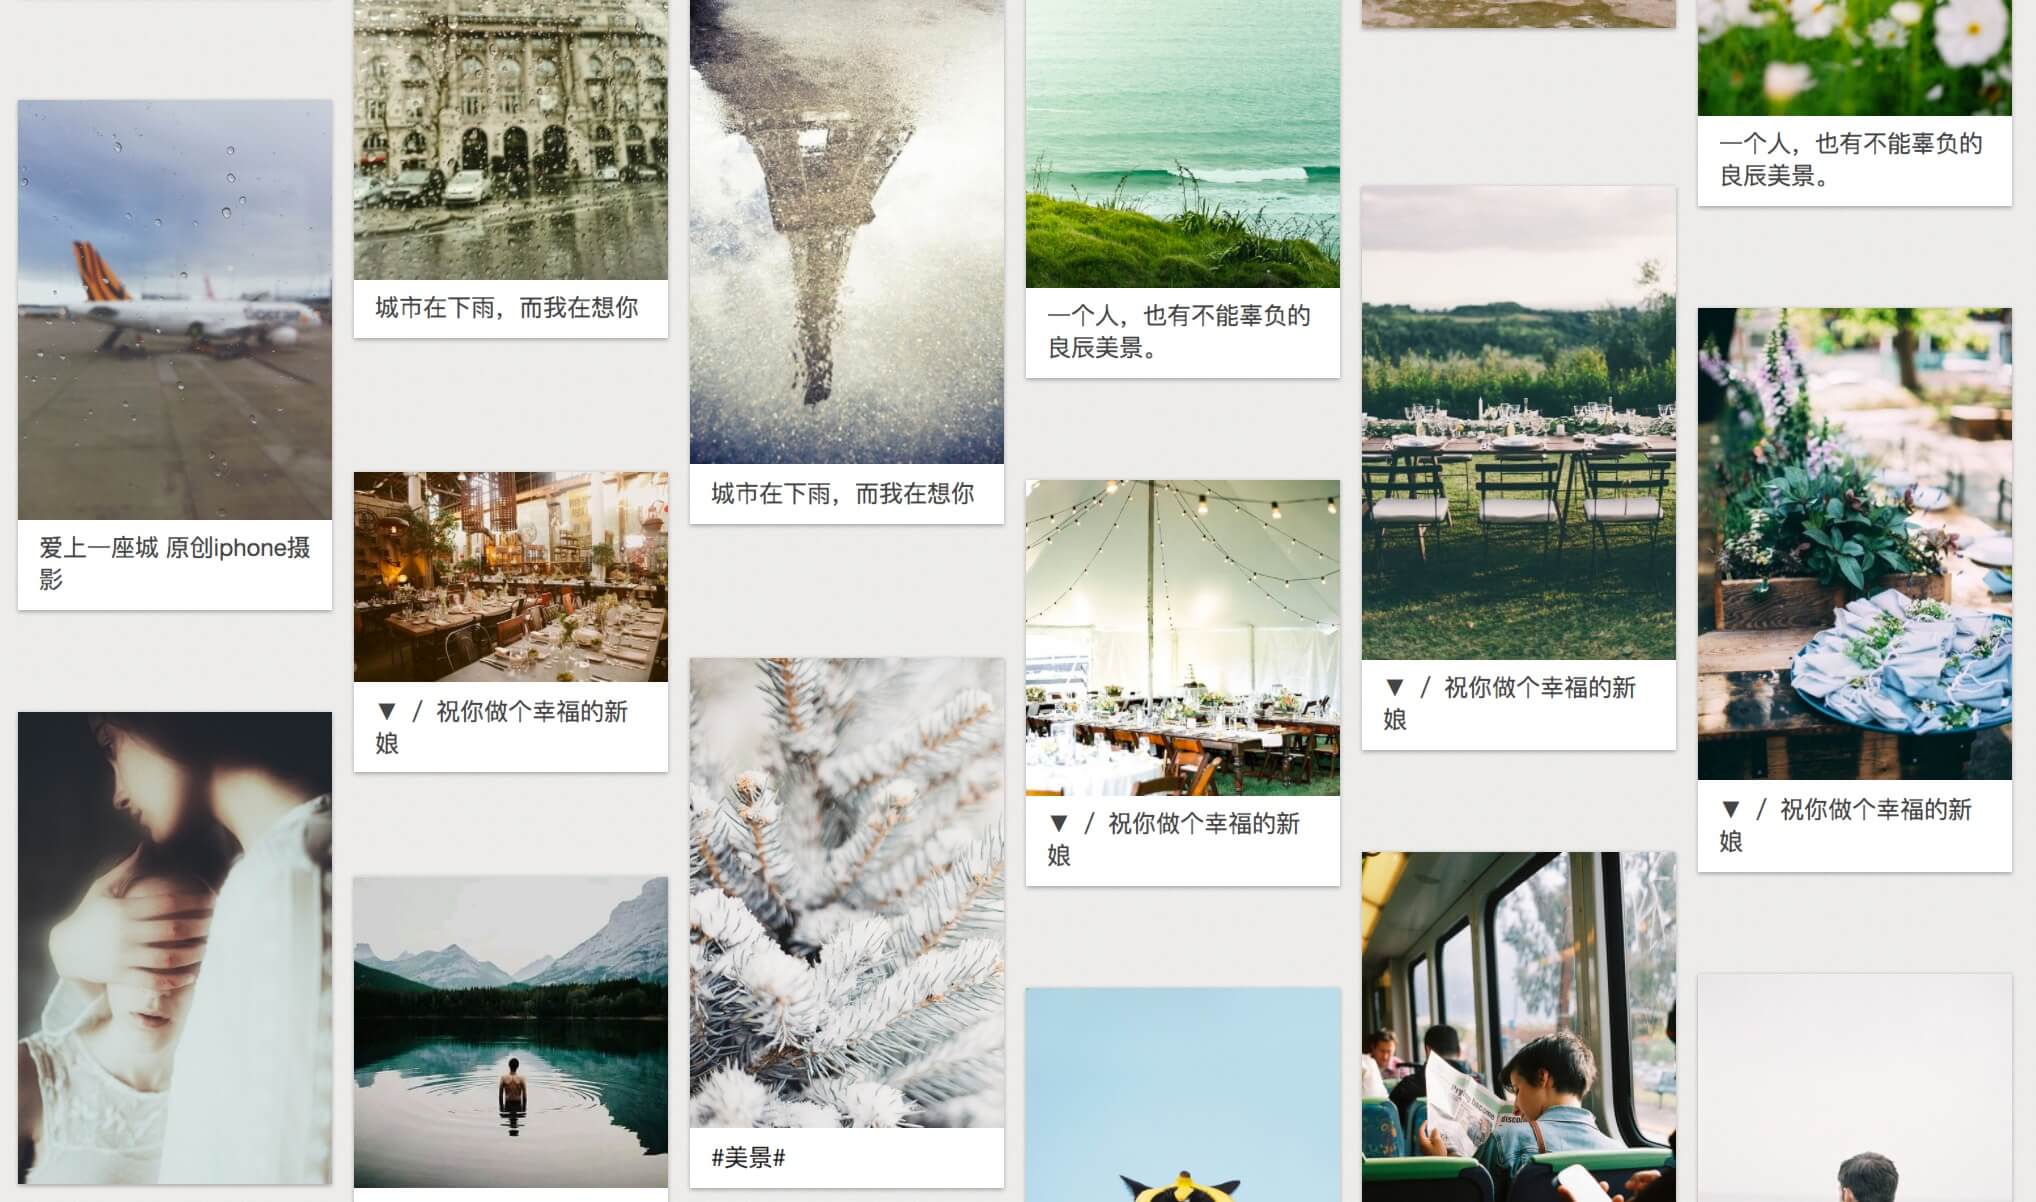 爱上一座城 原创iphone摄
影
城市在下雨，而我在想你
▼ / 祝你做个幸福的新
娘
城市在下雨，而我在想你
#美景#
一个人，也有不能辜负的
良辰美景。
▼ / 祝你做个幸福的新
娘
▼ / 祝你做个幸福的新
娘
一个人，也有不能辜负的
良辰美景。
▼ / 祝你做个幸福的新
娘